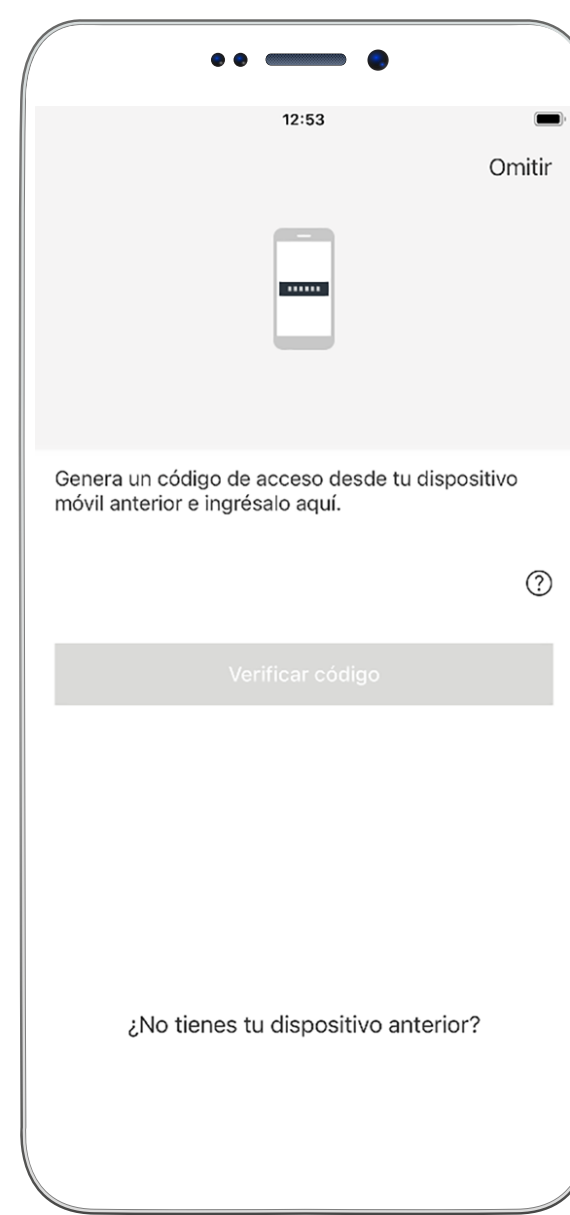 12:53
Omitir
Genera un código de acceso desde tu dispositivo
móvil anterior e ingrésalo aquí.
?
Verificar código
¿No tienes tu dispositivo anterior?